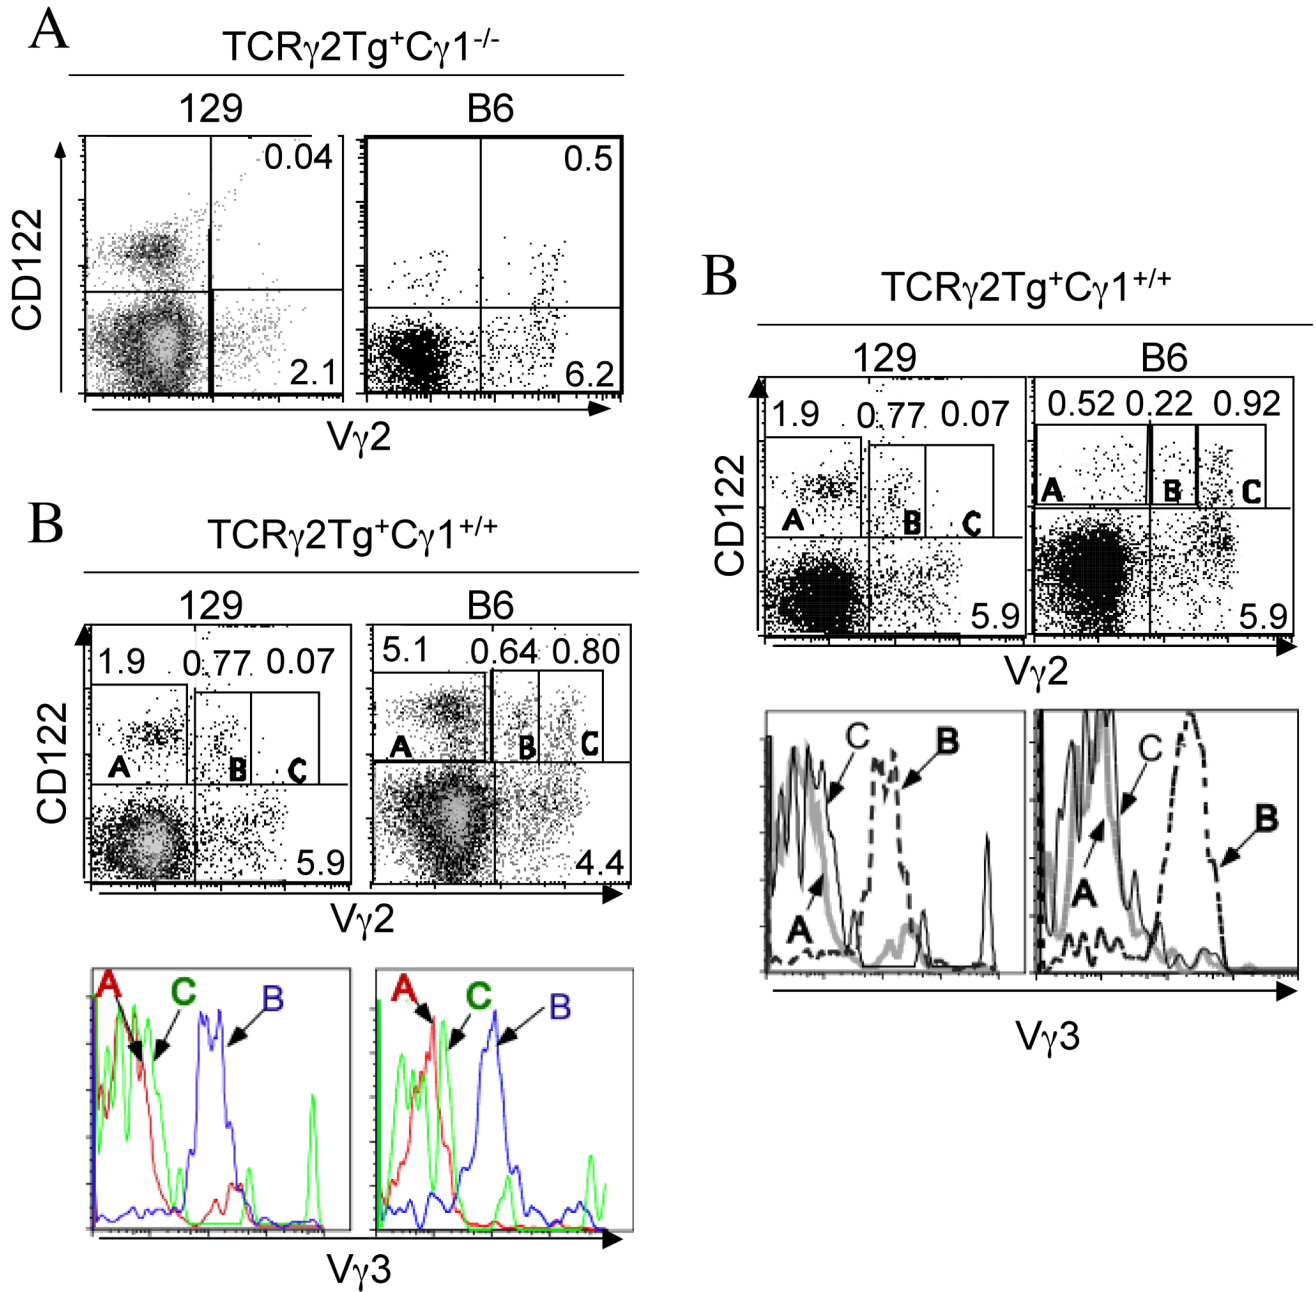 A
TCRγ2Tg⁺Cγ1⁻/⁻
129 B6
0.04 0.5
CD122
2.1 6.2
Vγ2
B
TCRγ2Tg⁺Cγ1⁺/⁺
129 B6
1.9 0.77 0.07 5.1 0.64 0.80
CD122
A B C A B C
5.9 4.4
Vγ2
A C B A C B
Vγ3
B
TCRγ2Tg⁺Cγ1⁺/⁺
129 B6
1.9 0.77 0.07 0.52 0.22 0.92
CD122
A B C A B C
5.9 5.9
Vγ2
C B C
A A B
Vγ3